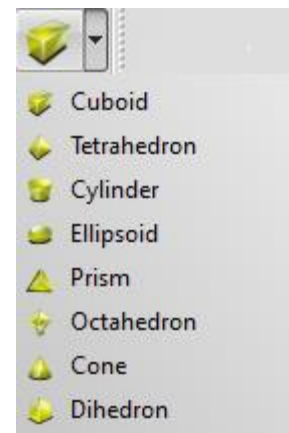 Cuboid
Tetrahedron
Cylinder
Ellipsoid
Prism
Octahedron
Cone
Dihedron